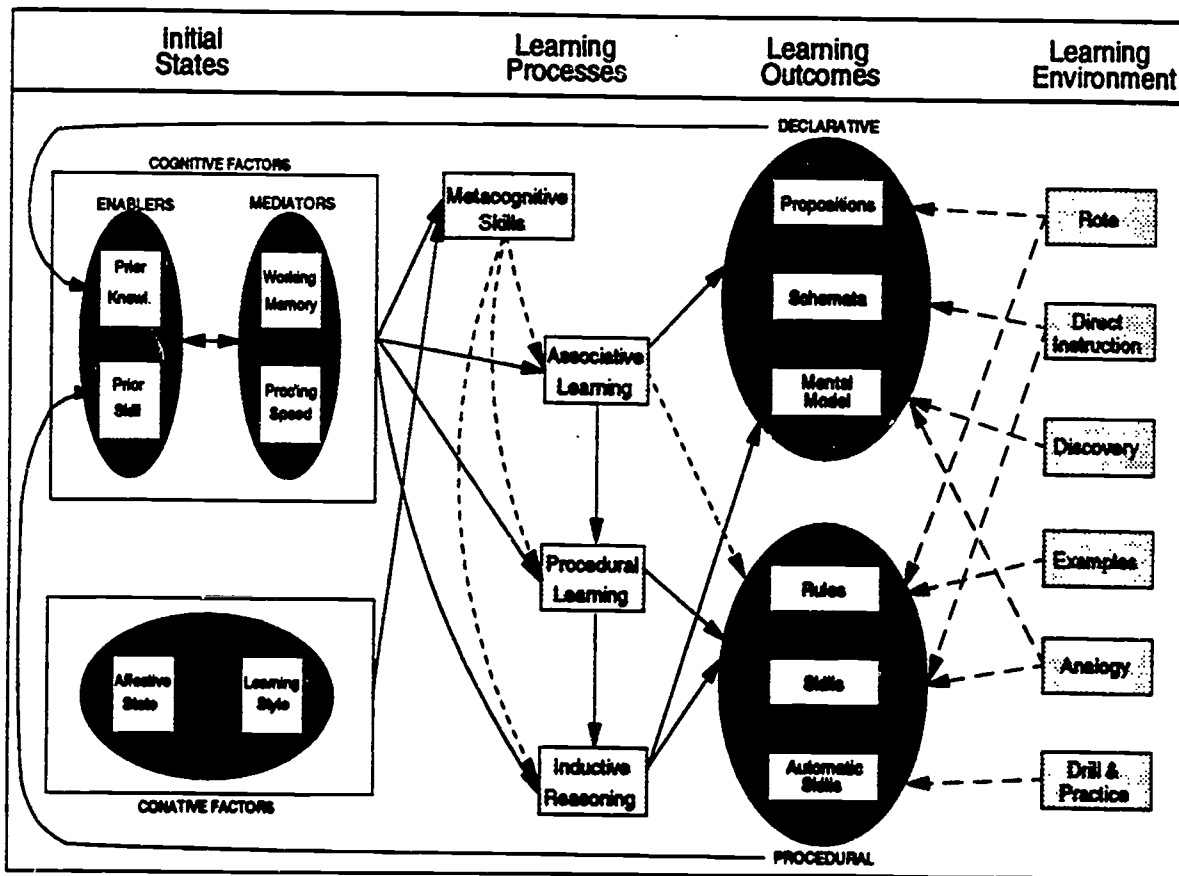 Initial
States
Learning
Processes
Learning
Outcomes
Learning
Environment
COGNITIVE FACTORS
ENABLERS
MEDIATORS
Prior
Knowl.
Prior
Skill
Working
Memory
Proc'ing
Speed
Affective
State
Learning
Style
CONATIVE FACTORS
Metacognitive
Skills
Associative
Learning
Procedural
Learning
Inductive
Reasoning
DECLARATIVE
Propositions
Schemata
Mental
Model
Rules
Skills
Automatic
Skills
PROCEDURAL
Rote
Direct
Instruction
Discovery
Examples
Analogy
Drill &
Practice